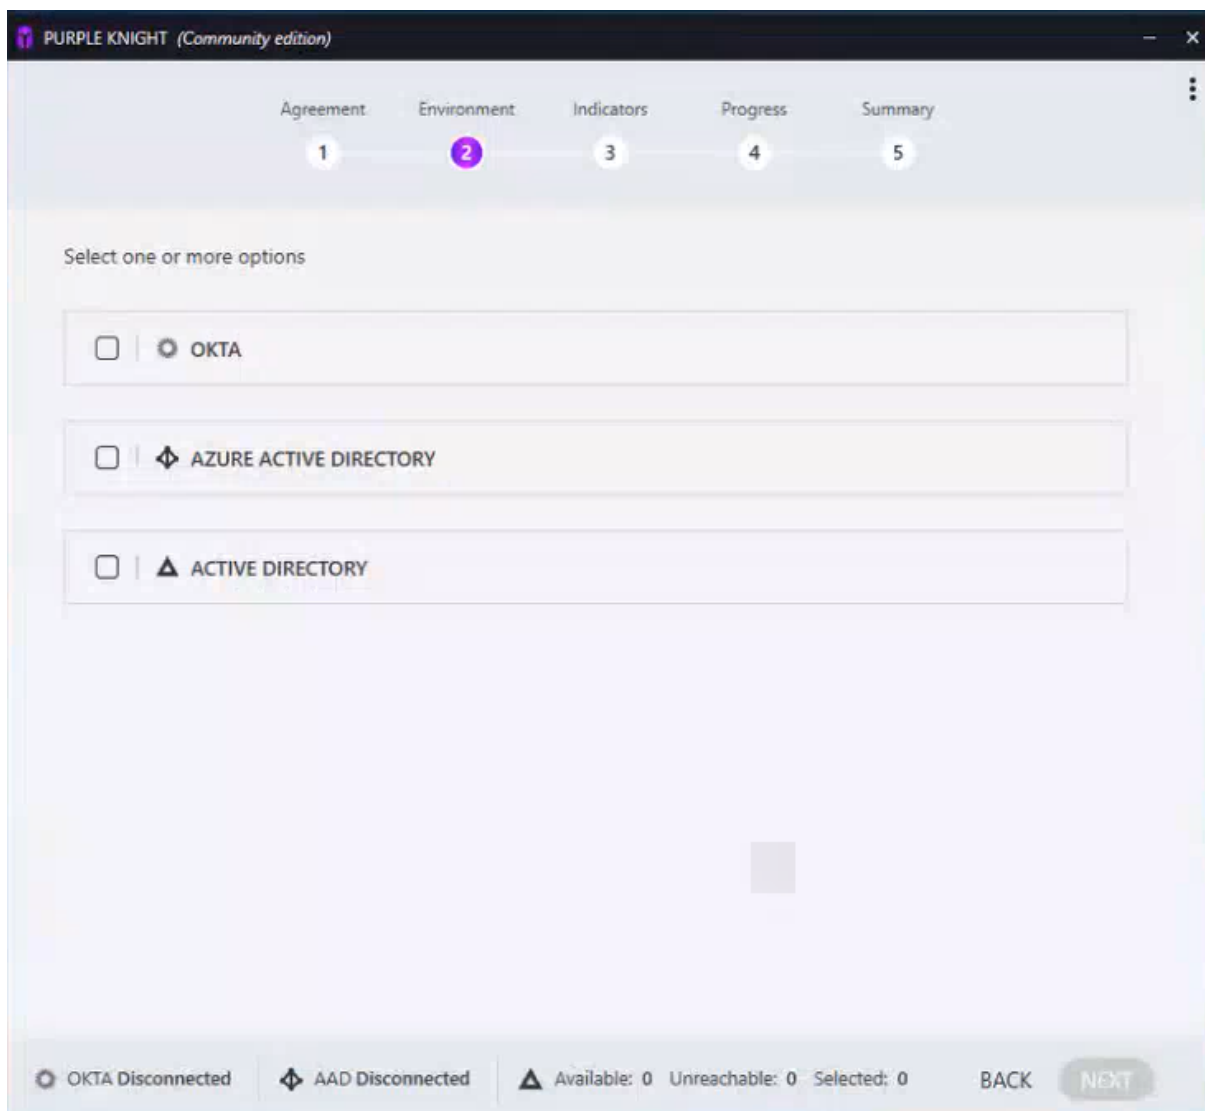 PURPLE KNIGHT (Community edition)
Agreement Environment Indicators Progress Summary
1 2 3 4 5
Select one or more options
OKTA
AZURE ACTIVE DIRECTORY
ACTIVE DIRECTORY
OKTA Disconnected AAD Disconnected Available: 0 Unreachable: 0 Selected: 0 BACK NEXT